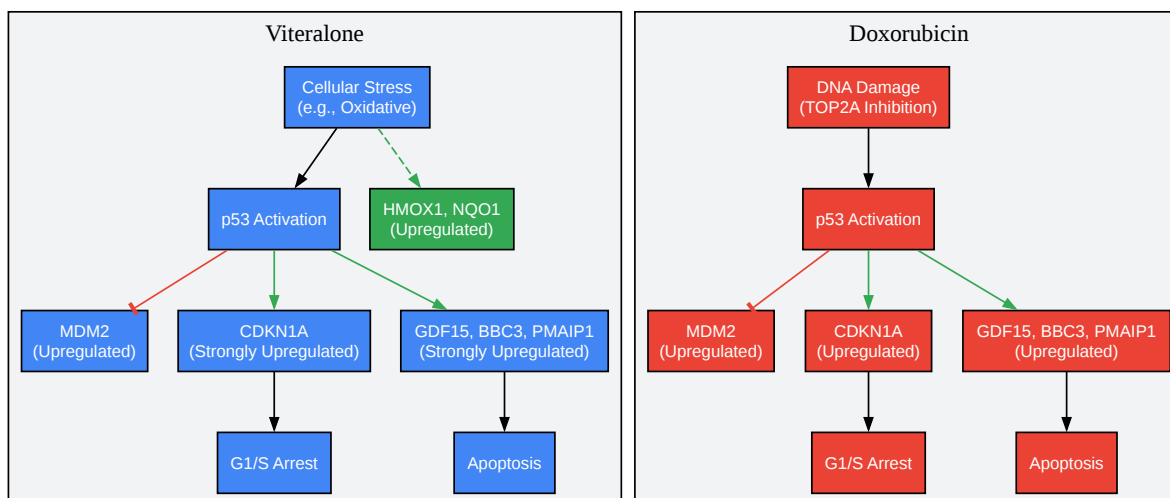 Viteralone
Cellular Stress
(e.g., Oxidative)
p53 Activation
HMOX1, NQO1
(Upregulated)
MDM2
(Upregulated)
CDKN1A
(Strongly Upregulated)
GDF15, BBC3, PMAIP1
(Strongly Upregulated)
G1/S Arrest
Apoptosis
Doxorubicin
DNA Damage
(TOP2A Inhibition)
p53 Activation
MDM2
(Upregulated)
CDKN1A
(Upregulated)
GDF15, BBC3, PMAIP1
(Upregulated)
G1/S Arrest
Apoptosis